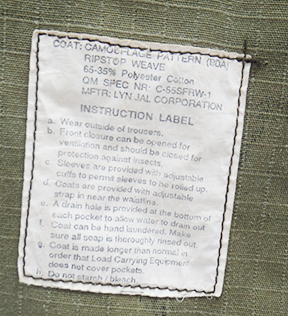 COAT: CAMOUFLAGE PATTERN (BDA)
RIPSTOP WEAVE
65-35% Polyester Cotton
QM SPEC NR: C-55SFRW-1
MFTR: LYN JAL CORPORATION
INSTRUCTION LABEL
a. Wear outside of trousers.
b. Front closure can be opened for
ventilation and should be closed for
protection against insects.
c. Sleeves are provided with adjustable
cuffs to permit sleeves to be rolled up.
d. Coats are provided with adjustable
strap in near the waistline.
e. A drain hole is provided at the bottom of
each pocket to allow water to drain out
f. Coat can be hand laundered. Make
sure all soap is thoroughly rinsed out.
g. Coat is made longer than normal in
order that Load Carrying Equipment
does not cover pockets.
h. Do not starch / bleach